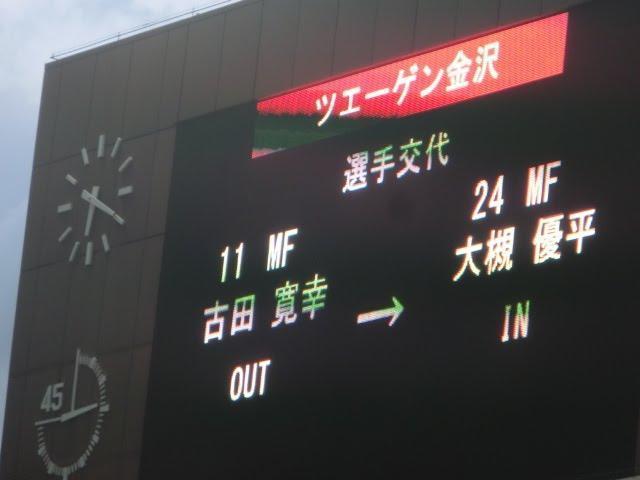 ツエーゲン金沢
選手交代
11 MF
古田 寛幸
OUT
→
24 MF
大槻 優平
IN
45